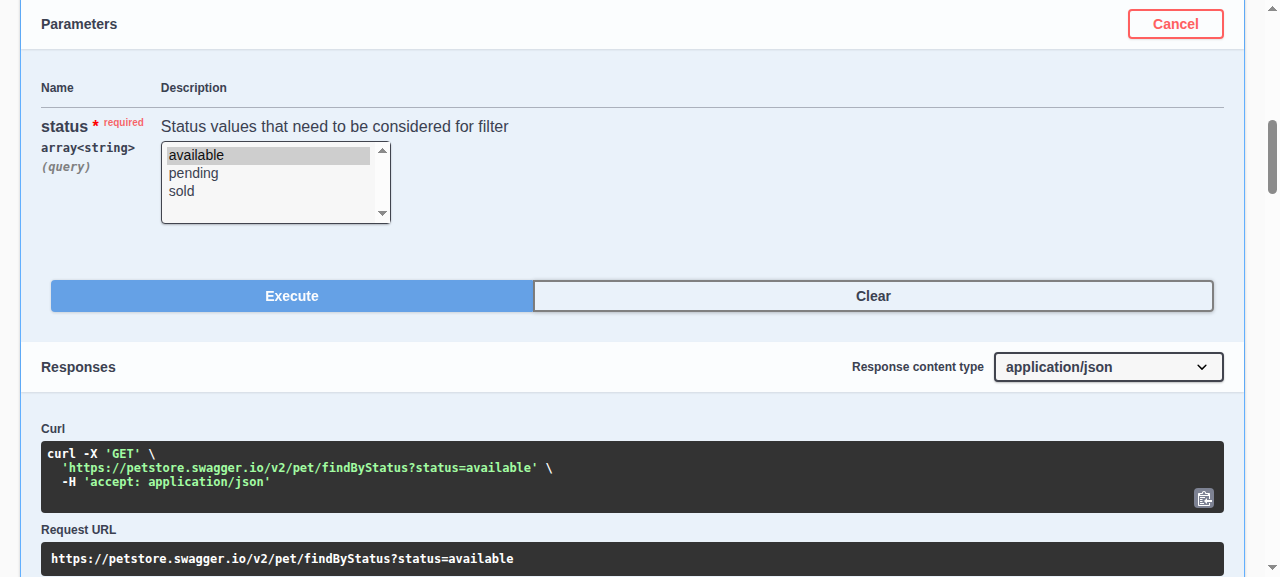 Parameters
Cancel
Name Description
status * required
Status values that need to be considered for filter
array<string>
(query)
available
pending
sold
Execute
Clear
Responses
Response content type
application/json
Curl
curl -X 'GET' \
'https://petstore.swagger.io/v2/pet/findByStatus?status=available' \
-H 'accept: application/json'
Request URL
https://petstore.swagger.io/v2/pet/findByStatus?status=available